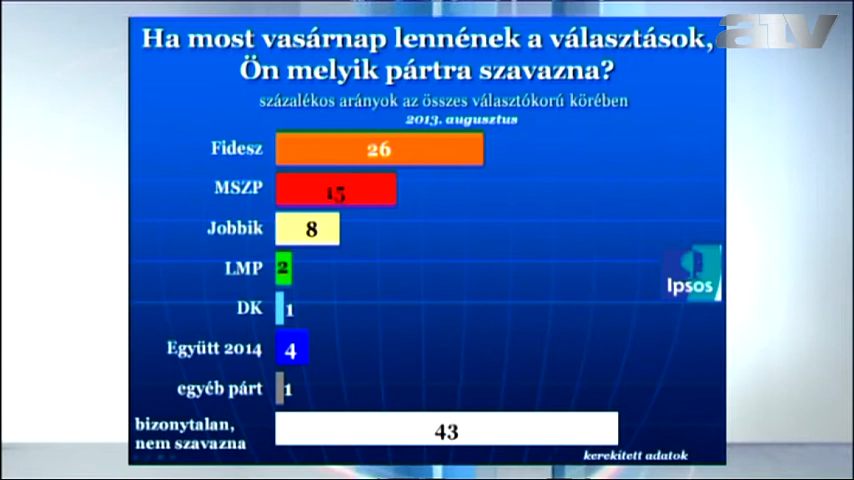 atv
Ha most vasárnap lennének a választások,
Ön melyik pártra szavazna?
százalékos arányok az összes választókorú körében
2013. augusztus
Fidesz 26
MSZP 15
Jobbik 8
LMP 2
DK 1
Együtt 2014 4
egyéb párt 1
bizonytalan,
nem szavazna 43
Ipsos
kerekített adatok